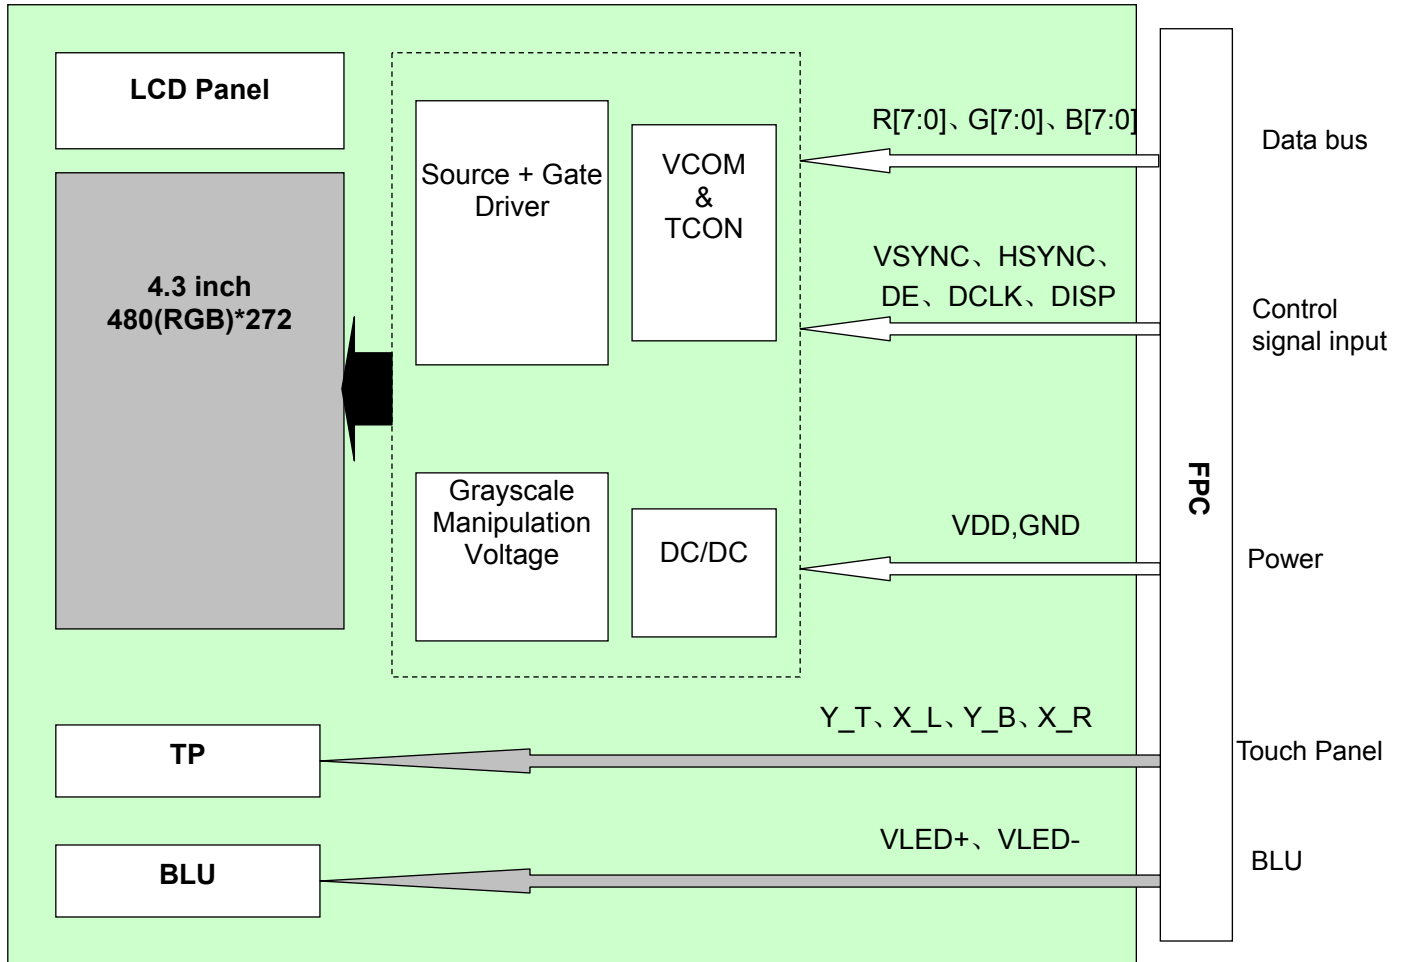 LCD Panel
4.3 inch
480(RGB)*272
Source + Gate
Driver
VCOM
&
TCON
Grayscale
Manipulation
Voltage
DC/DC
R[7:0]、G[7:0]、B[7:0]
Data bus
VSYNC、HSYNC、
DE、DCLK、DISP
Control
signal input
FPC
VDD,GND
Power
TP
Y_T、X_L、Y_B、X_R
Touch Panel
BLU
VLED+、VLED-
BLU